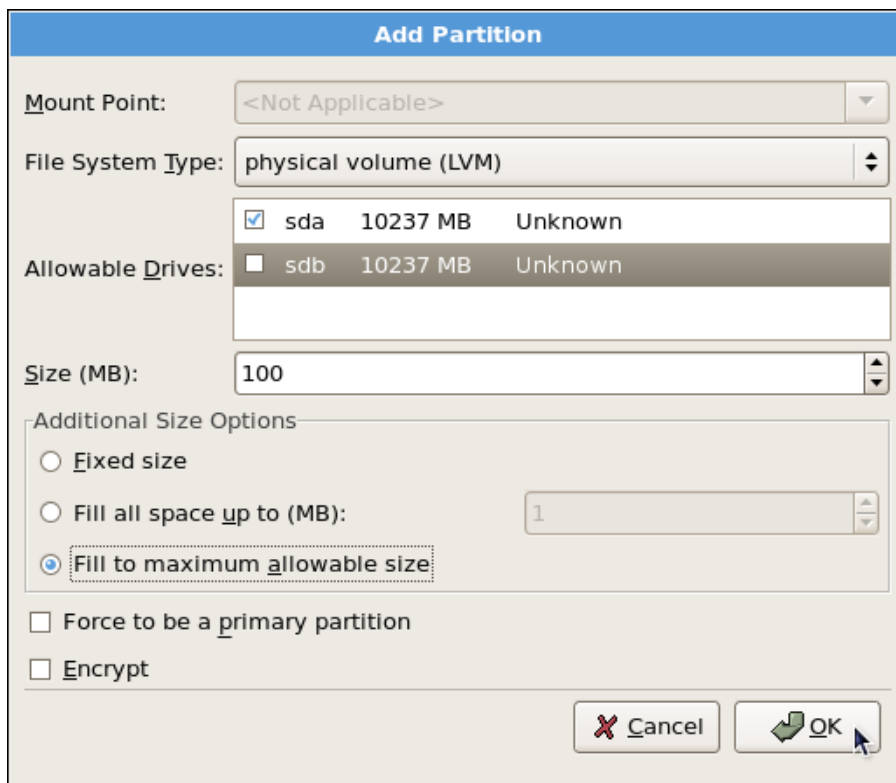 Add Partition
Mount Point: <Not Applicable>
File System Type: physical volume (LVM)
Allowable Drives:
sda 10237 MB Unknown
sdb 10237 MB Unknown
Size (MB): 100
Additional Size Options
Fixed size
Fill all space up to (MB): 1
Fill to maximum allowable size
Force to be a primary partition
Encrypt
Cancel OK